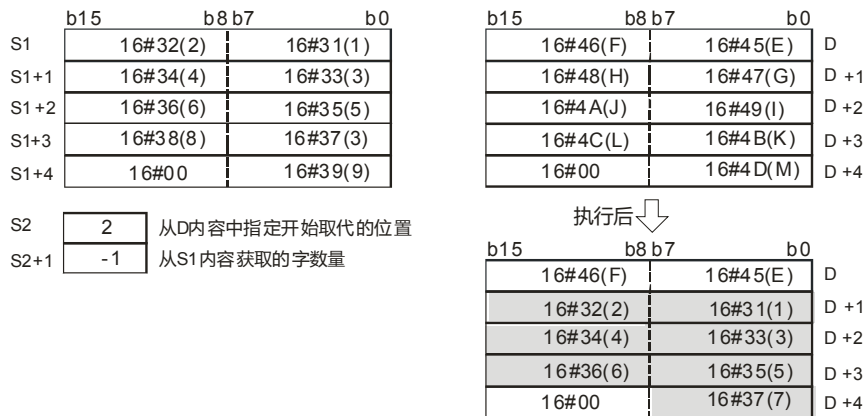 b15 b8 b7 b0
S1 16#32(2) 16#31(1)
S1+1 16#34(4) 16#33(3)
S1+2 16#36(6) 16#35(5)
S1+3 16#38(8) 16#37(3)
S1+4 16#00 16#39(9)
S2 2 从D内容中指定开始取代的位置
S2+1 -1 从S1内容获取的字数量
b15 b8 b7 b0
16#46(F) 16#45(E) D
16#48(H) 16#47(G) D+1
16#4A(J) 16#49(I) D+2
16#4C(L) 16#4B(K) D+3
16#00 16#4D(M) D+4
执行后
b15 b8 b7 b0
16#46(F) 16#45(E) D
16#32(2) 16#31(1) D+1
16#34(4) 16#33(3) D+2
16#36(6) 16#35(5) D+3
16#00 16#37(7) D+4